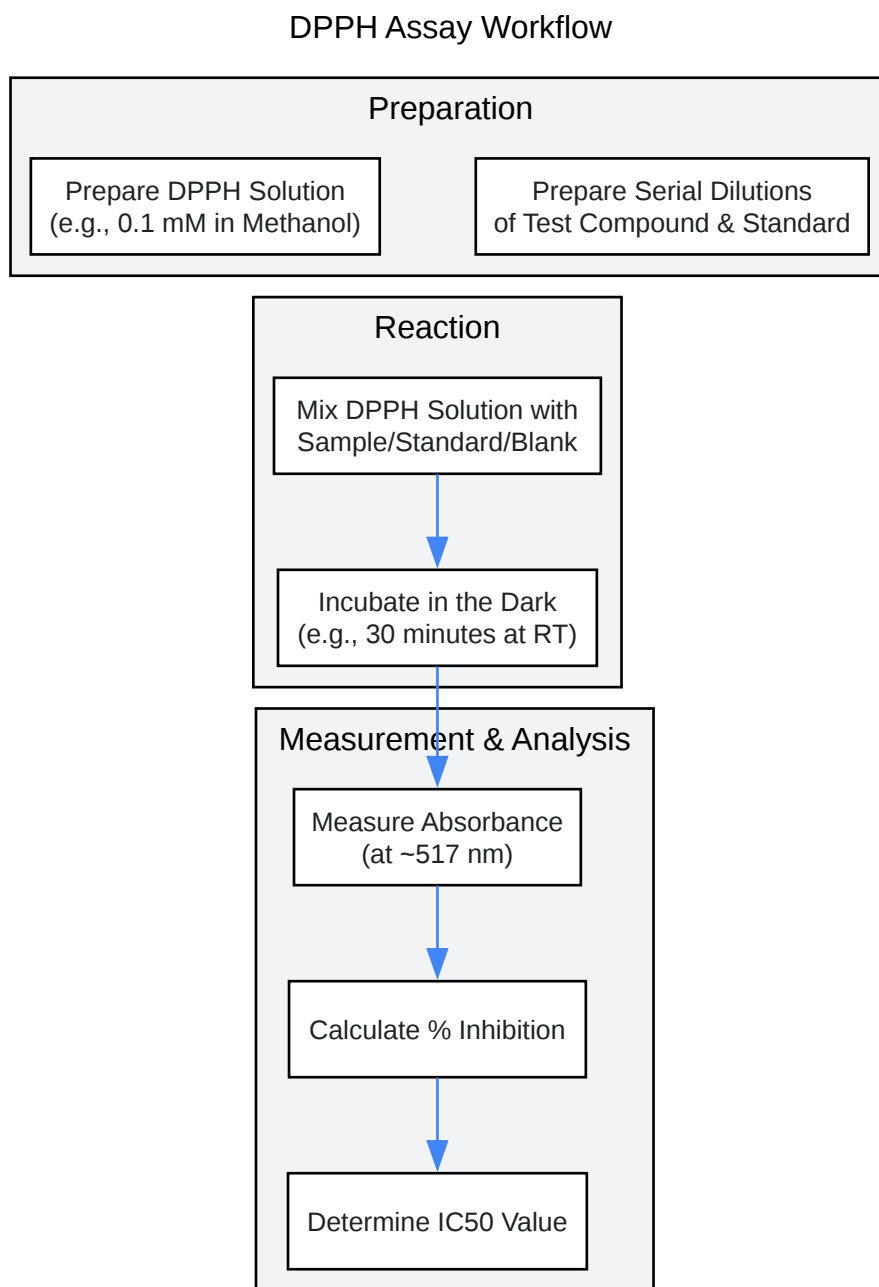 DPPH Assay Workflow
Preparation
Prepare DPPH Solution
(e.g., 0.1 mM in Methanol)
Prepare Serial Dilutions
of Test Compound & Standard
Reaction
Mix DPPH Solution with
Sample/Standard/Blank
Incubate in the Dark
(e.g., 30 minutes at RT)
Measurement & Analysis
Measure Absorbance
(at ~517 nm)
Calculate % Inhibition
Determine IC50 Value